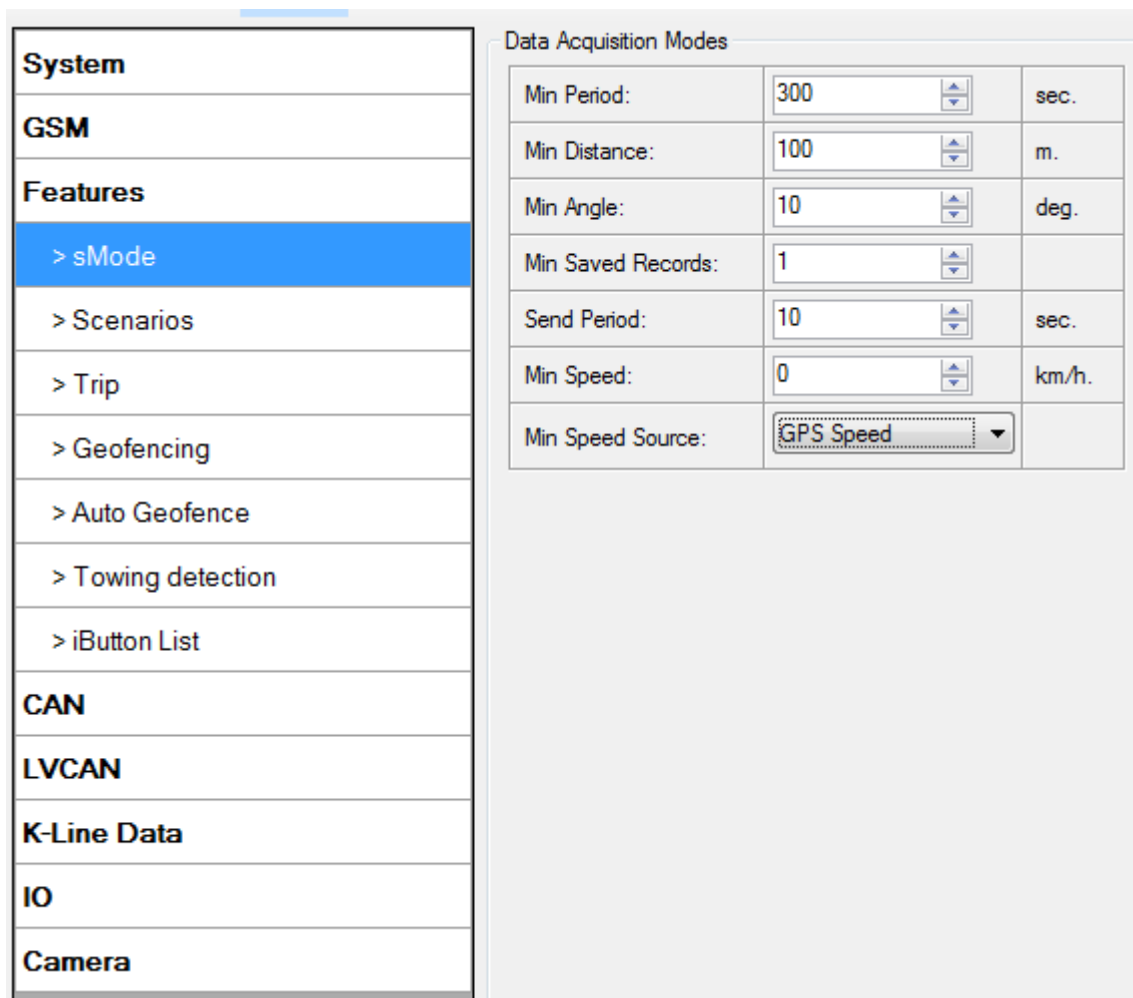 System
GSM
Features
> sMode
> Scenarios
> Trip
> Geofencing
> Auto Geofence
> Towing detection
> iButton List
CAN
LVCAN
K-Line Data
IO
Camera
Data Acquisition Modes
Min Period: 300 sec.
Min Distance: 100 m.
Min Angle: 10 deg.
Min Saved Records: 1
Send Period: 10 sec.
Min Speed: 0 km/h.
Min Speed Source: GPS Speed